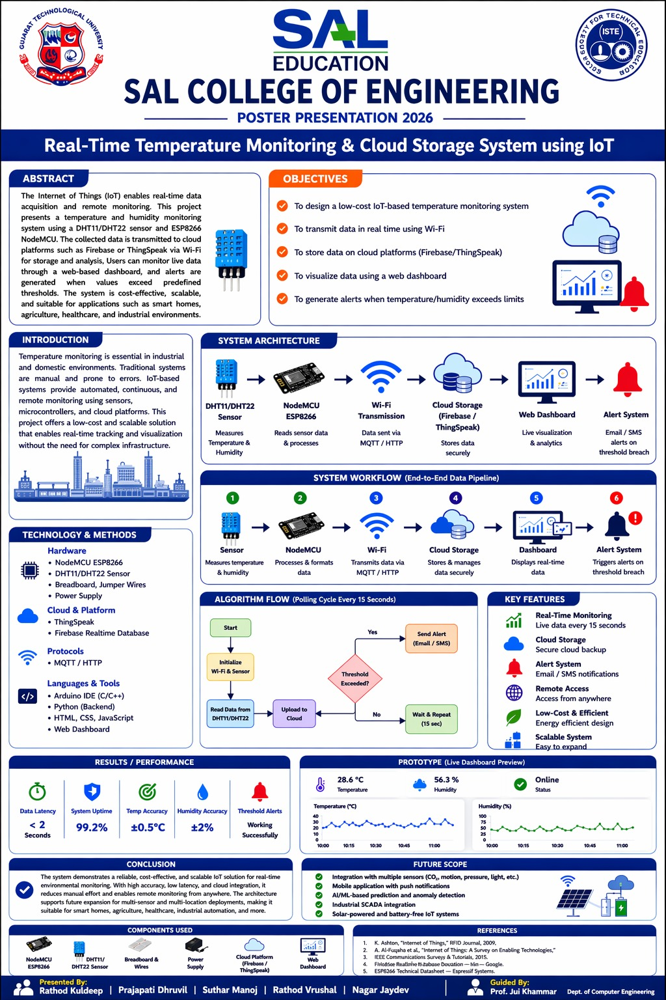 GUJARAT TECHNOLOGICAL UNIVERSITY
SAL
EDUCATION
ISTE
SAL COLLEGE OF ENGINEERING
POSTER PRESENTATION 2026
Real-Time Temperature Monitoring & Cloud Storage System using IoT
ABSTRACT
The Internet of Things (IoT) enables real-time data
acquisition and remote monitoring. This project
presents a temperature and humidity monitoring
system using a DHT11/DHT22 sensor and ESP8266
NodeMCU. The collected data is transmitted to cloud
platforms such as Firebase or ThingSpeak via Wi-Fi
for storage and analysis, Users can monitor live data
through a web-based dashboard, and alerts are
generated when values exceed predefined
thresholds. The system is cost-effective, scalable,
and suitable for applications such as smart homes,
agriculture, healthcare, and industrial environments.
OBJECTIVES
To design a low-cost IoT-based temperature monitoring system
To transmit data in real time using Wi-Fi
To store data on cloud platforms (Firebase/ThingSpeak)
To visualize data using a web dashboard
To generate alerts when temperature/humidity exceeds limits
INTRODUCTION
Temperature monitoring is essential in industrial
and domestic environments. Traditional systems
are manual and prone to errors. IoT-based
systems provide automated, continuous, and
remote monitoring using sensors,
microcontrollers, and cloud platforms. This
project offers a low-cost and scalable solution
that enables real-time tracking and visualization
without the need for complex infrastructure.
SYSTEM ARCHITECTURE
DHT11/DHT22
Sensor
Measures
Temperature &
Humidity
NodeMCU
ESP8266
Reads sensor data
& processes
Wi-Fi
Transmission
Data sent via
MQTT / HTTP
Cloud Storage
(Firebase /
ThingSpeak)
Stores data
securely
Web Dashboard
Live visualization
& analytics
Alert System
Email / SMS
alerts on
threshold breach
SYSTEM WORKFLOW (End-to-End Data Pipeline)
1
Sensor
Measures temperature
& humidity
2
NodeMCU
Processes & formats
data
3
Wi-Fi
Transmits data via
MQTT / HTTP
4
Cloud Storage
Stores & manages
data securely
5
Dashboard
Displays real-time
data
6
Alert System
Triggers alerts on
threshold breach
TECHNOLOGY & METHODS
Hardware
• NodeMCU ESP8266
• DHT11/DHT22 Sensor
• Breadboard, Jumper Wires
• Power Supply
Cloud & Platform
• ThingSpeak
• Firebase Realtime Database
Protocols
• MQTT / HTTP
Languages & Tools
• Arduino IDE (C/C++)
• Python (Backend)
• HTML, CSS, JavaScript
• Web Dashboard
ALGORITHM FLOW (Polling Cycle Every 15 Seconds)
Start
Initialize
Wi-Fi & Sensor
Read Data from
DHT11/DHT22
Upload to
Cloud
Threshold
Exceeded?
Yes
Send Alert
(Email / SMS)
No
Wait & Repeat
(15 sec)
KEY FEATURES
Real-Time Monitoring
Live data every 15 seconds
Cloud Storage
Secure cloud backup
Alert System
Email / SMS notifications
Remote Access
Access from anywhere
Low-Cost & Efficient
Energy efficient design
Scalable System
Easy to expand
RESULTS / PERFORMANCE
Data Latency
< 2
Seconds
System Uptime
99.2%
Temp Accuracy
±0.5°C
Humidity Accuracy
±2%
Threshold Alerts
Working
Successfully
PROTOTYPE (Live Dashboard Preview)
28.6 °C
Temperature
56.3 %
Humidity
Online
Status
Temperature (°C)
40
30
20
10
0
10:00 10:15 10:30 10:45 11:00
Humidity (%)
100
75
50
25
0
10:00 10:15 10:30 10:45 11:00
CONCLUSION
The system demonstrates a reliable, cost-effective, and scalable IoT solution for real-time
environmental monitoring. With high accuracy, low latency, and cloud integration, it
reduces manual effort and enables remote monitoring from anywhere. The architecture
supports future expansion for multi-sensor and multi-location deployments, making it
suitable for smart homes, agriculture, healthcare, industrial automation, and more.
FUTURE SCOPE
Integration with multiple sensors (CO₂, motion, pressure, light, etc.)
Mobile application with push notifications
AI/ML-based prediction and anomaly detection
Industrial SCADA integration
Solar-powered and battery-free IoT systems
COMPONENTS USED
NodeMCU
ESP8266
DHT11/
DHT22 Sensor
Breadboard &
Wires
Power
Supply
Cloud Platform
(Firebase /
ThingSpeak)
Web
Dashboard
REFERENCES
1. K. Ashton, "Internet of Things," RFID Journal, 2009.
2. A. Al-Fuqaha et al., "Internet of Things: A Survey on Enabling Technologies,"
3. IEEE Communications Surveys & Tutorials, 2015.
4. — Google.
5. ESP8266 Technical Datasheet — Espressif Systems.
Presented By:
Rathod Kuldeep | Prajapati Dhruvil | Suthar Manoj | Rathod Vrushal | Nagar Jaydev
Guided By:
Prof. Jui Khammar Dept. of Computer Engineering